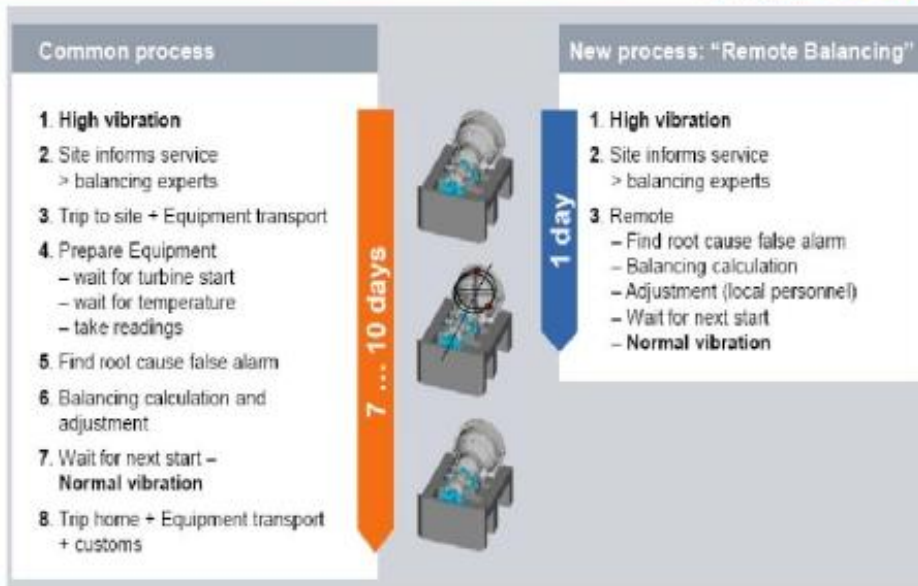 Common process
1. High vibration
2. Site informs service
> balancing experts
3. Trip to site + Equipment transport
4. Prepare Equipment
– wait for turbine start
– wait for temperature
– take readings
5. Find root cause false alarm
6. Balancing calculation and
adjustment
7. Wait for next start –
Normal vibration
8. Trip home + Equipment transport
+ customs
7 ... 10 days
1 day
New process: “Remote Balancing”
1. High vibration
2. Site informs service
> balancing experts
3. Remote
– Find root cause false alarm
– Balancing calculation
– Adjustment (local personnel)
– Wait for next start
– Normal vibration